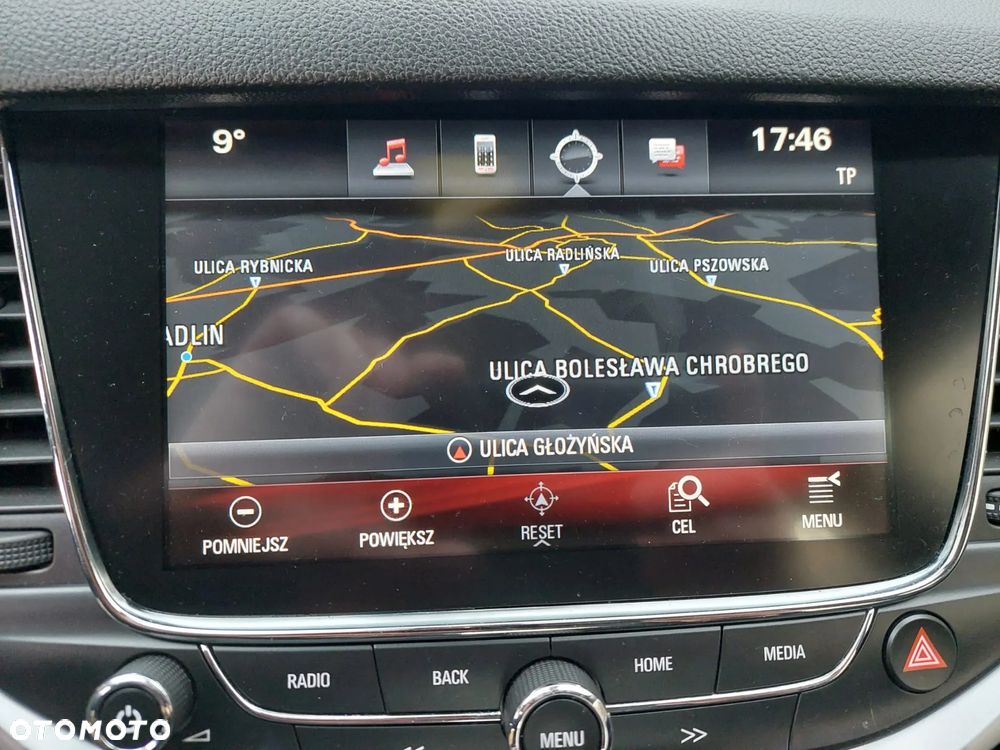 9°
17:46
TP
ULICA RADLIŃSKA
ULICA RYBNICKA
ULICA PSZOWSKA
ADLIN
ULICA BOLESŁAWA CHROBREGO
ULICA GŁOŻYŃSKA
POMNIEJSZ
POWIĘKSZ
RESET
CEL
MENU
RADIO
BACK
HOME
MEDIA
MENU
OTOMOTO